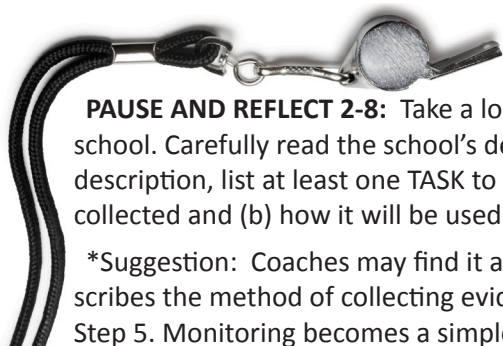 PAUSE AND REFLECT 2-8: Take a lo
school. Carefully read the school’s de
description, list at least one TASK to
collected and (b) how it will be used
*Suggestion: Coaches may find it a
scribes the method of collecting evid
Step 5. Monitoring becomes a simple